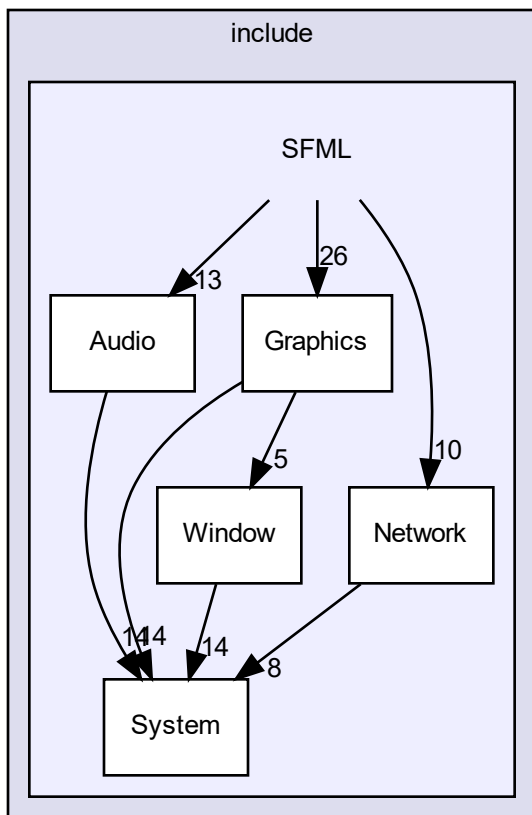 include
SFML
13
26
Audio
Graphics
5
10
Window
Network
14
14
8
System